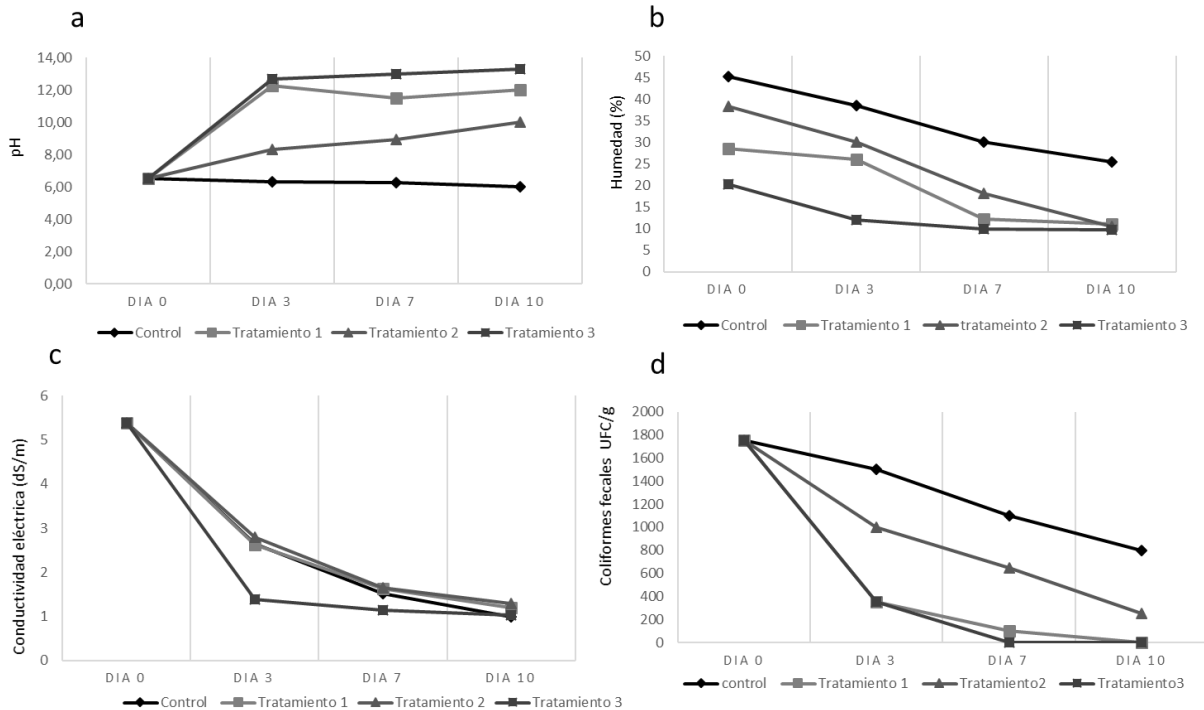 a
pH
14,00
12,00
10,00
8,00
6,00
4,00
2,00
0,00
DIA 0 DIA 3 DIA 7 DIA 10
Control Tratamiento 1 Tratamiento 2 Tratamiento 3
b
Humedad (%)
50
45
40
35
30
25
20
15
10
5
0
DIA 0 DIA 3 DIA 7 DIA 10
Control Tratamiento 1 tratameinto 2 Tratamiento 3
c
Conductividad eléctrica (dS/m)
6
5
4
3
2
1
0
DIA 0 DIA 3 DIA 7 DIA 10
Control Tratamiento 1 Tratamiento 2 Tratamiento 3
d
Coliformes fecales UFC/g
2000
1800
1600
1400
1200
1000
800
600
400
200
0
DIA 0 DIA 3 DIA 7 DIA 10
control Tratamiento 1 Tratamiento2 Tratamiento3